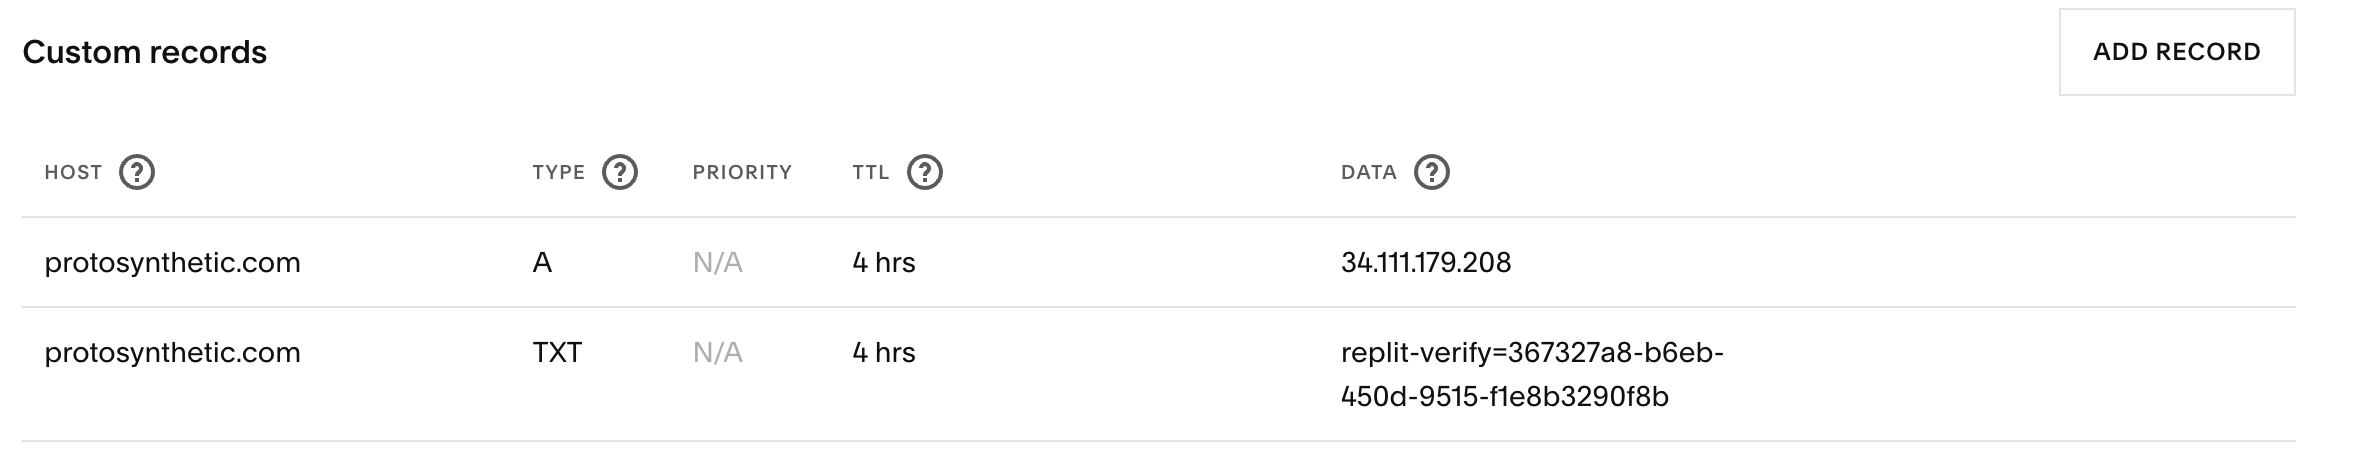 Custom records
ADD RECORD
HOST ?
TYPE ?
PRIORITY
TTL ?
DATA ?
protosynthetic.com A N/A 4 hrs 34.111.179.208
protosynthetic.com TXT N/A 4 hrs replit-verify=367327a8-b6eb-
450d-9515-f1e8b3290f8b